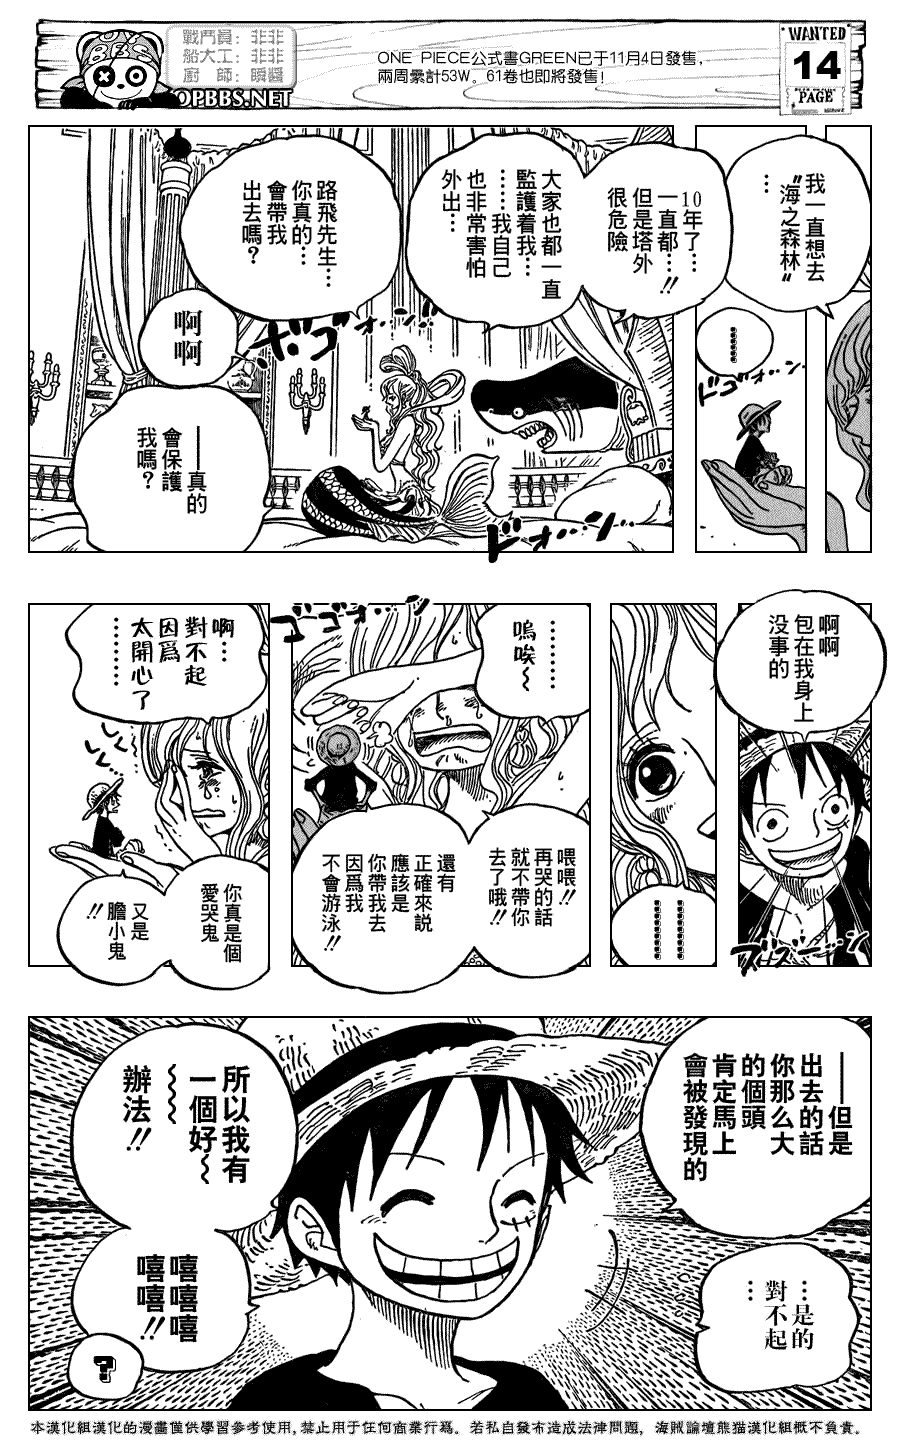 戰鬥員：非非
船大工：非非
廚　師：瞬醬
OPBBS.NET
ONE PIECE公式書GREEN已于11月4日發售，
兩周纍計53W。61卷也即將發售！
WANTED
14
PAGE
我一直想去
“海之森林”
…
………
ドゴォォ…ン…
10年了…
一直都…!!
但是塔外
很危險
大家也都一直
監護着我…
……我自己
也非常害怕
外出…
路飛先生…
你真的…
會帶我
出去嗎？
啊
啊
——真的
會保護
我嗎？
啊啊
包在我身上
没事的
………
………
嗚唉～
喂喂!!
再哭的話
就不帶你
去了哦!!
還有
正確來説
應該是
你帶我去
因爲我
不會游泳!!
啊…
對不起
因爲
太開心了
……
你真是個
愛哭鬼
又是
膽小鬼
!!
——但是
出去的話
你那么大
的個頭
肯定馬上
會被發現的
…是的
對不起
…
所以我有
一個好～
～～～
辦法!!
嘻嘻嘻
嘻嘻!!
?
本漢化組漢化的漫畫僅供學習參考使用,禁止用于任何商業行爲。若私自發布造成法律問題，海賊論壇熊猫漢化組概不負責。